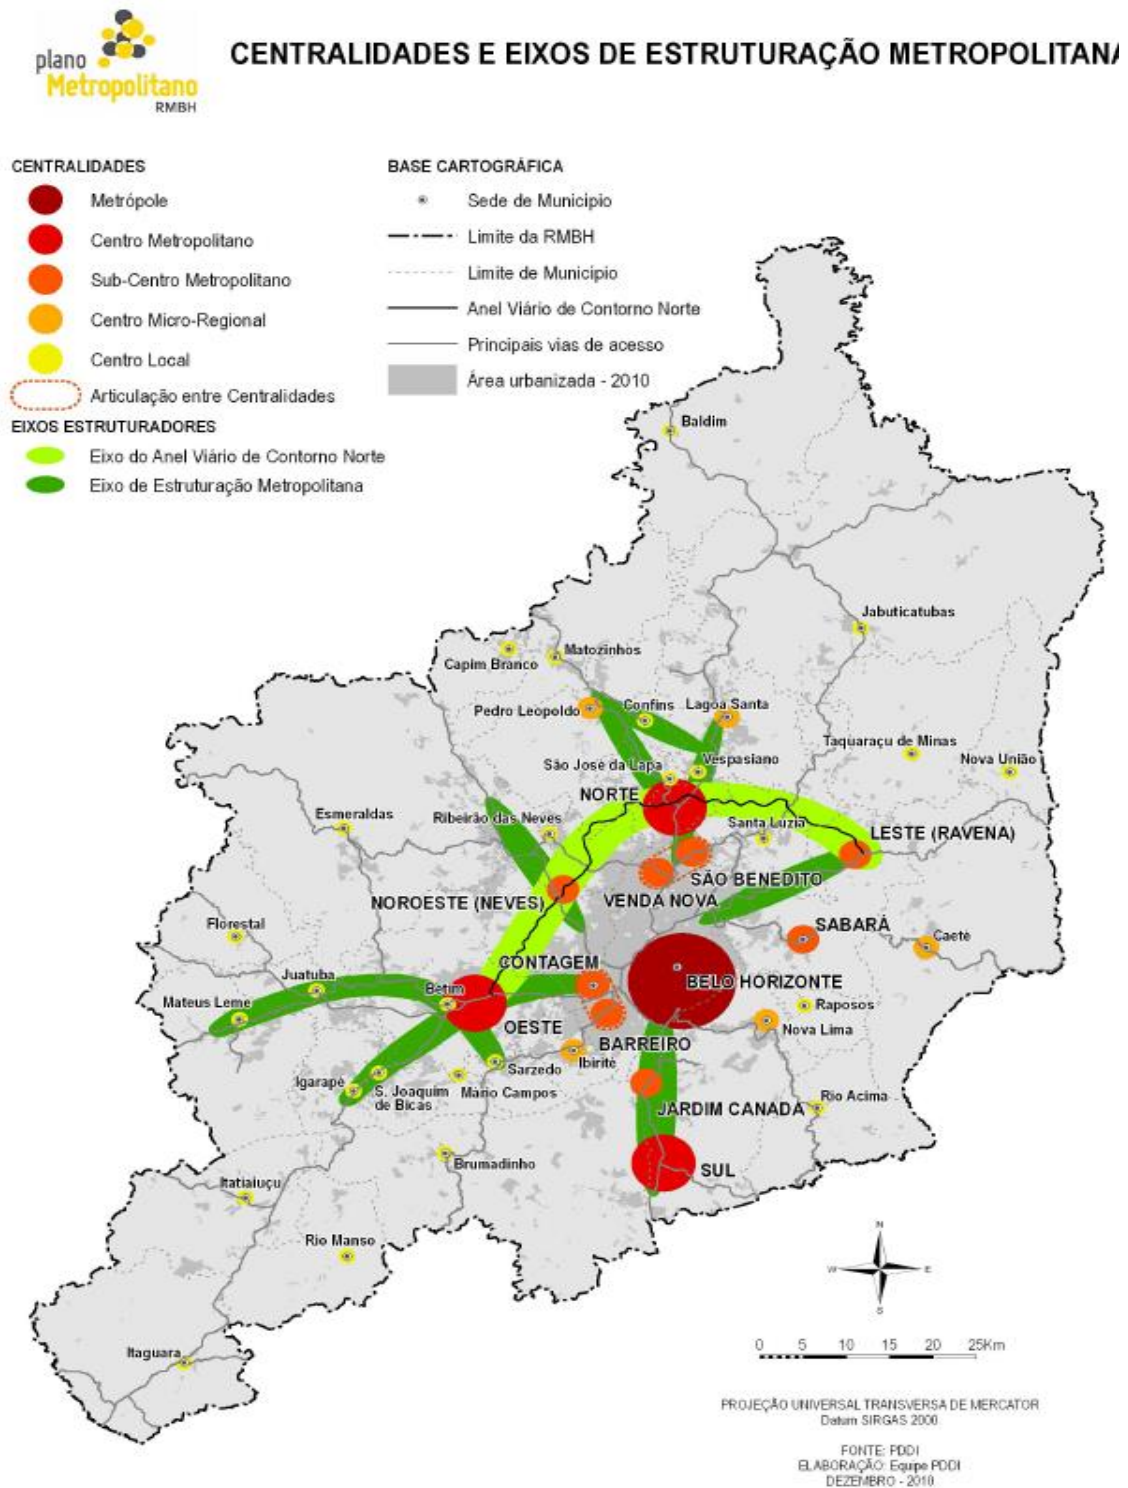 plano
Metropolitano
RMBH
CENTRALIDADES E EIXOS DE ESTRUTURAÇÃO METROPOLITANA
CENTRALIDADES
Metrópole
Centro Metropolitano
Sub-Centro Metropolitano
Centro Micro-Regional
Centro Local
Articulação entre Centralidades
EIXOS ESTRUTURADORES
Eixo do Anel Viário de Contorno Norte
Eixo de Estruturação Metropolitana
BASE CARTOGRÁFICA
Sede de Municipio
Limite da RMBH
Limite de Municipio
Anel Viário de Contorno Norte
Principais vias de acesso
Área urbanizada - 2010
Baldim
Jabuticatubas
Capim Branco
Matozinhos
Pedro Leopoldo
Confins
Lagoa Santa
Taquaraçu de Minas
Nova União
São José da Lapa
Vespasiano
NORTE
Esmeraldas
Ribeirão das Neves
Santa Luzia
LESTE (RAVENA)
SÃO BENEDITO
NOROESTE (NEVES)
VENDA NOVA
Florestal
SABARÁ
Caeté
CONTAGEM
Juatuba
Betim
BELO HORIZONTE
Mateus Leme
Raposos
OESTE
Nova Lima
BARREIRO
Ibirité
Sarzedo
Igarapé
S. Joaquim
de Bicas
Mário Campos
Rio Acima
JARDIM CANADÁ
Brumadinho
SUL
Itatiaiuçu
Rio Manso
Itaguara
N
W
E
S
0 5 10 15 20 25Km
PROJEÇÃO UNIVERSAL TRANSVERSA DE MERCATOR
Datum SIRGAS 2000
FONTE: PDDI
ELABORAÇÃO: Equipe PDDI
DEZEMBRO - 2010